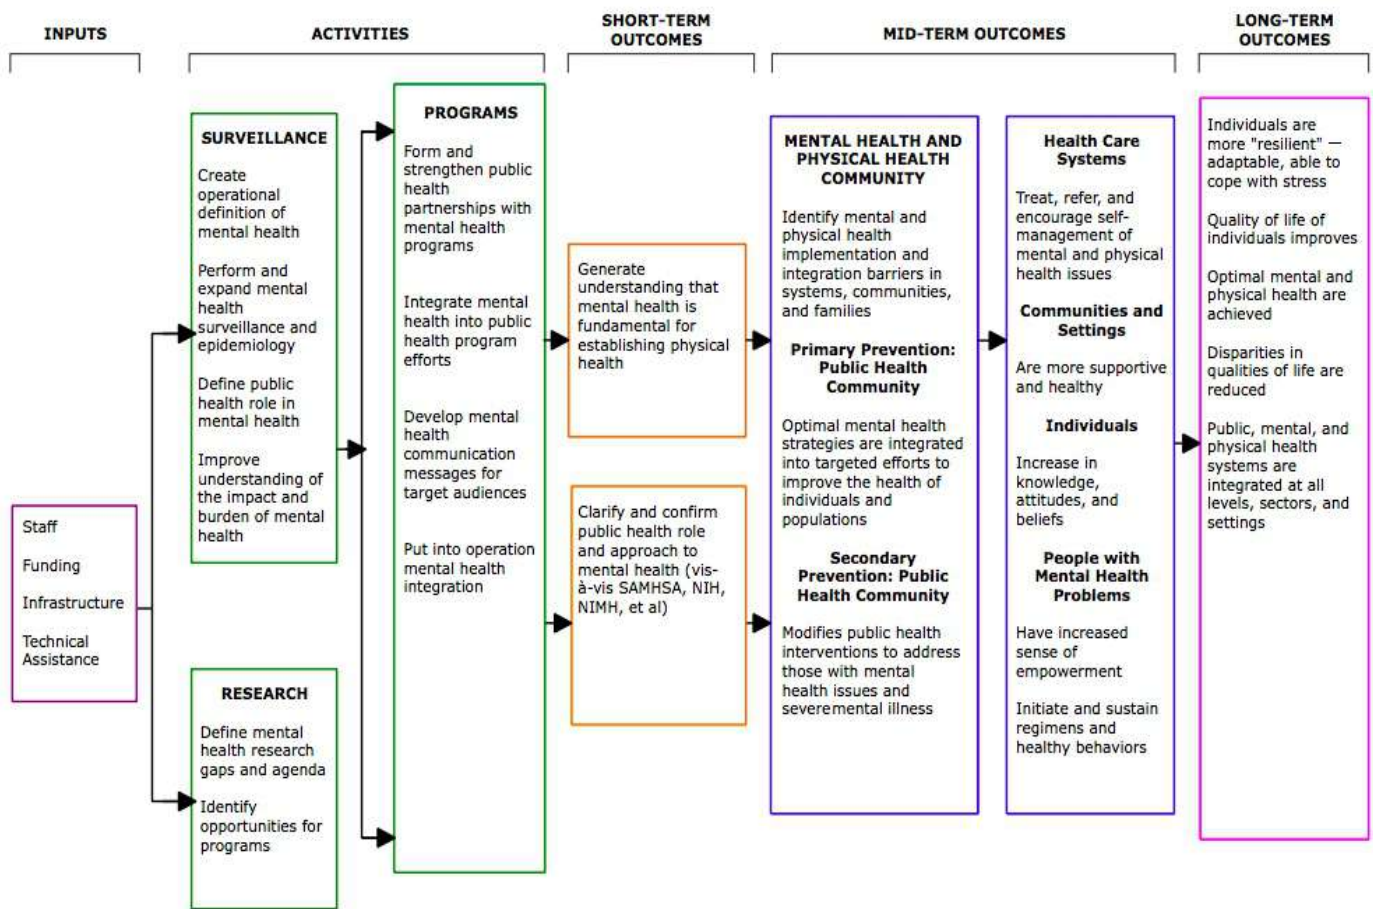 INPUTS
ACTIVITIES
SHORT-TERM
OUTCOMES
MID-TERM OUTCOMES
LONG-TERM
OUTCOMES
Staff
Funding
Infrastructure
Technical
Assistance
SURVEILLANCE
Create
operational
definition of
mental health
Perform and
expand mental
health
surveillance and
epidemiology
Define public
health role in
mental health
Improve
understanding of
the impact and
burden of mental
health
RESEARCH
Define mental
health research
gaps and agenda
Identify
opportunities for
programs
PROGRAMS
Form and
strengthen public
health
partnerships with
mental health
programs
Integrate mental
health into public
health program
efforts
Develop mental
health
communication
messages for
target audiences
Put into operation
mental health
integration
Generate
understanding that
mental health is
fundamental for
establishing physical
health
Clarify and confirm
public health role
and approach to
mental health (vis-
à-vis SAMHSA, NIH,
NIMH, et al)
MENTAL HEALTH AND
PHYSICAL HEALTH
COMMUNITY
Identify mental and
physical health
implementation and
integration barriers in
systems, communities,
and families
Primary Prevention:
Public Health
Community
Optimal mental health
strategies are integrated
into targeted efforts to
improve the health of
individuals and
populations
Secondary
Prevention: Public
Health Community
Modifies public health
interventions to address
those with mental
health issues and
severemental illness
Health Care
Systems
Treat, refer, and
encourage self-
management of
mental and physical
health issues
Communities and
Settings
Are more supportive
and healthy
Individuals
Increase in
knowledge,
attitudes, and
beliefs
People with
Mental Health
Problems
Have increased
sense of
empowerment
Initiate and sustain
regimens and
healthy behaviors
Individuals are
more "resilient" —
adaptable, able to
cope with stress
Quality of life of
individuals improves
Optimal mental and
physical health are
achieved
Disparities in
qualities of life are
reduced
Public, mental, and
physical health
systems are
integrated at all
levels, sectors, and
settings